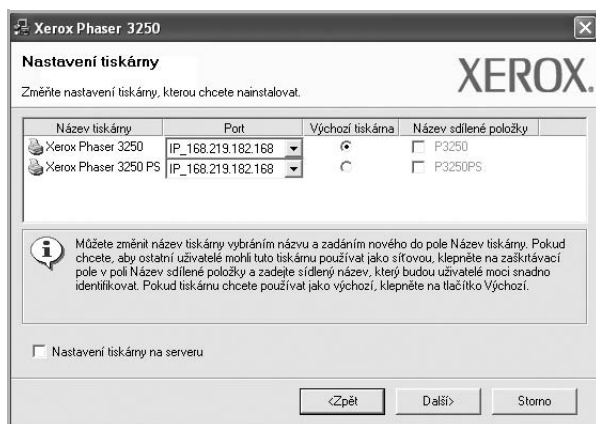 Xerox Phaser 3250
Nastavení tiskárny
Změňte nastavení tiskárny, kterou chcete nainstalovat.
XEROX.
Název tiskárny Port Výchozí tiskárna Název sdílené položky
Xerox Phaser 3250 IP_168.219.182.168 P3250
Xerox Phaser 3250 PS IP_168.219.182.168 P3250PS
Můžete změnit název tiskárny vybráním názvu a zadáním nového do pole Název tiskárny. Pokud
chcete, aby ostatní uživatelé mohli tuto tiskárnu používat jako síťovou, klepněte na zaškrtávací
pole v poli Název sdílené položky a zadejte sídlený název, který budou uživatelé moci snadno
identifikovat. Pokud tiskárnu chcete používat jako výchozí, klepněte na tlačítko Výchozí.
Nastavení tiskárny na serveru
<Zpět Další> Storno